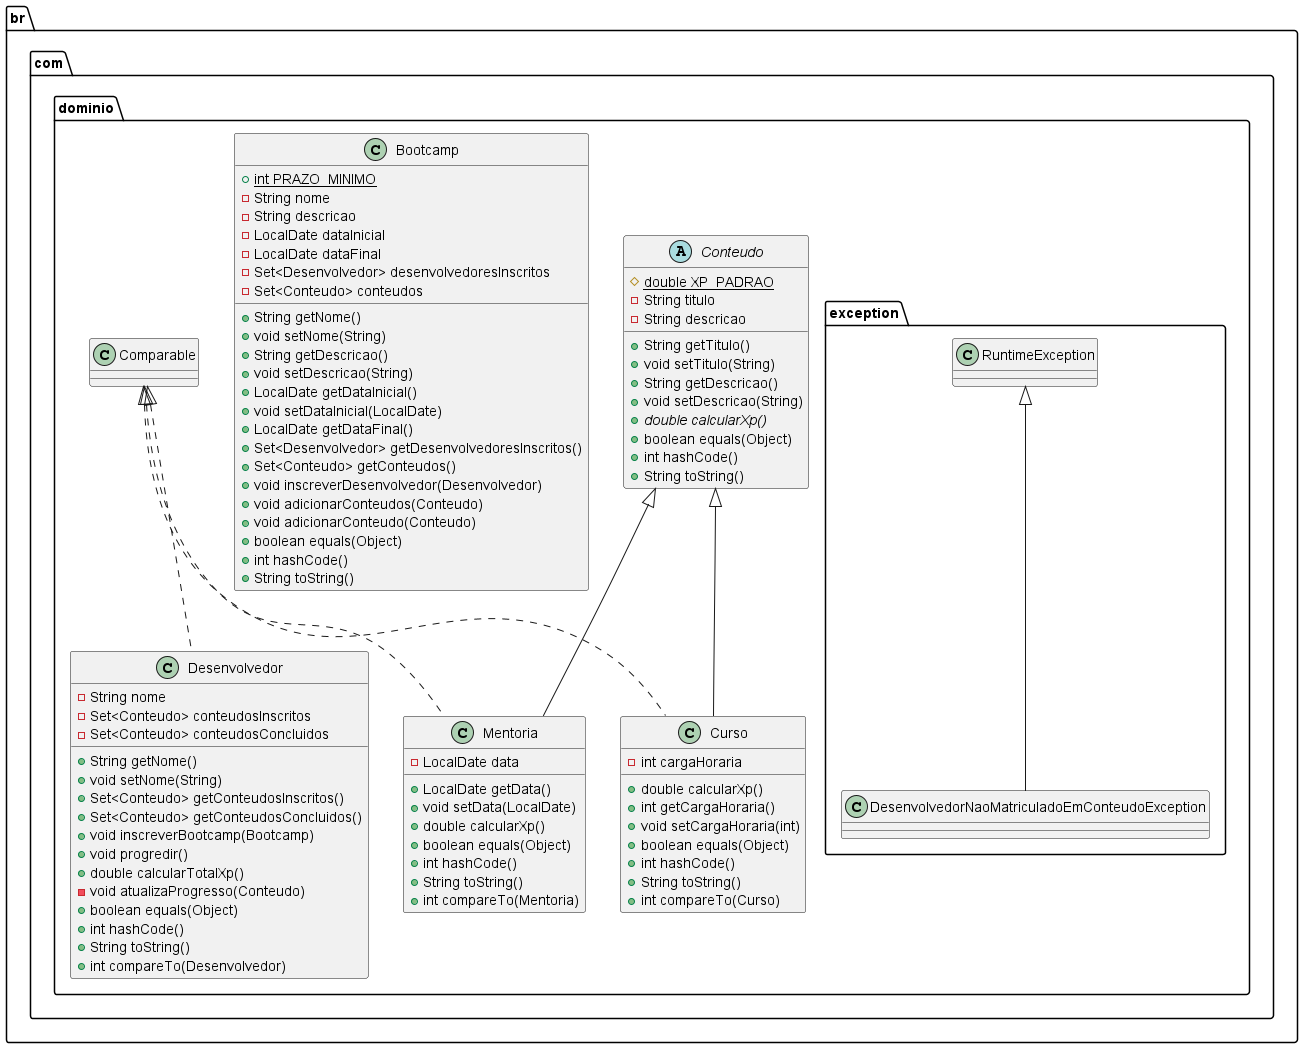 br
com
dominio
C Bootcamp
int PRAZO_MINIMO
String nome
String descricao
LocalDate dataInicial
LocalDate dataFinal
Set<Desenvolvedor> desenvolvedoresInscritos
Set<Conteudo> conteudos
String getNome()
void setNome(String)
String getDescricao()
void setDescricao(String)
LocalDate getDataInicial()
void setDataInicial(LocalDate)
LocalDate getDataFinal()
Set<Desenvolvedor> getDesenvolvedoresInscritos()
Set<Conteudo> getConteudos()
void inscreverDesenvolvedor(Desenvolvedor)
void adicionarConteudos(Conteudo)
void adicionarConteudo(Conteudo)
boolean equals(Object)
int hashCode()
String toString()
A Conteudo
double XP_PADRAO
String titulo
String descricao
String getTitulo()
void setTitulo(String)
String getDescricao()
void setDescricao(String)
double calcularXp()
boolean equals(Object)
int hashCode()
String toString()
exception
C RuntimeException
C Comparable
C Desenvolvedor
String nome
Set<Conteudo> conteudosInscritos
Set<Conteudo> conteudosConcluidos
String getNome()
void setNome(String)
Set<Conteudo> getConteudosInscritos()
Set<Conteudo> getConteudosConcluidos()
void inscreverBootcamp(Bootcamp)
void progredir()
double calcularTotalXp()
void atualizaProgresso(Conteudo)
boolean equals(Object)
int hashCode()
String toString()
int compareTo(Desenvolvedor)
C Mentoria
LocalDate data
LocalDate getData()
void setData(LocalDate)
double calcularXp()
boolean equals(Object)
int hashCode()
String toString()
int compareTo(Mentoria)
C Curso
int cargaHoraria
double calcularXp()
int getCargaHoraria()
void setCargaHoraria(int)
boolean equals(Object)
int hashCode()
String toString()
int compareTo(Curso)
C DesenvolvedorNaoMatriculadoEmConteudoException